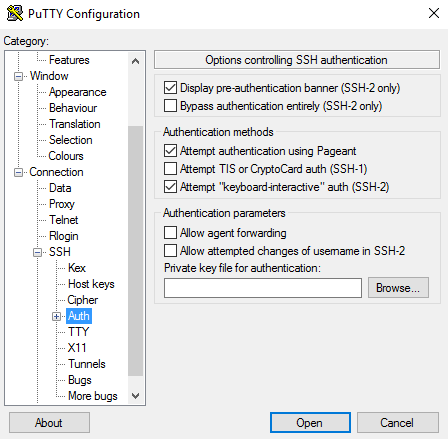 PuTTY Configuration
Category:
Features
Window
Appearance
Behaviour
Translation
Selection
Colours
Connection
Data
Proxy
Telnet
Rlogin
SSH
Kex
Host keys
Cipher
Auth
TTY
X11
Tunnels
Bugs
More bugs
Options controlling SSH authentication
Display pre-authentication banner (SSH-2 only)
Bypass authentication entirely (SSH-2 only)
Authentication methods
Attempt authentication using Pageant
Attempt TIS or CryptoCard auth (SSH-1)
Attempt "keyboard-interactive" auth (SSH-2)
Authentication parameters
Allow agent forwarding
Allow attempted changes of username in SSH-2
Private key file for authentication:
Browse...
About
Open
Cancel